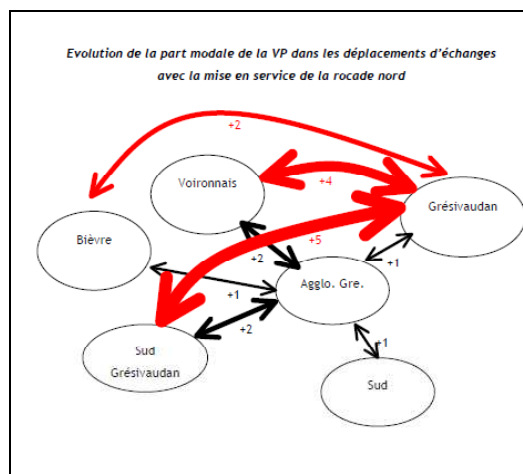 Evolution de la part modale de la VP dans les déplacements d'échanges
avec la mise en service de la rocade nord
+2
Voironnais
+4
Grésivaudan
Bièvre
+5
+2
+1
Agglo. Gre.
+1
+2
Sud
Grésivaudan
+1
Sud